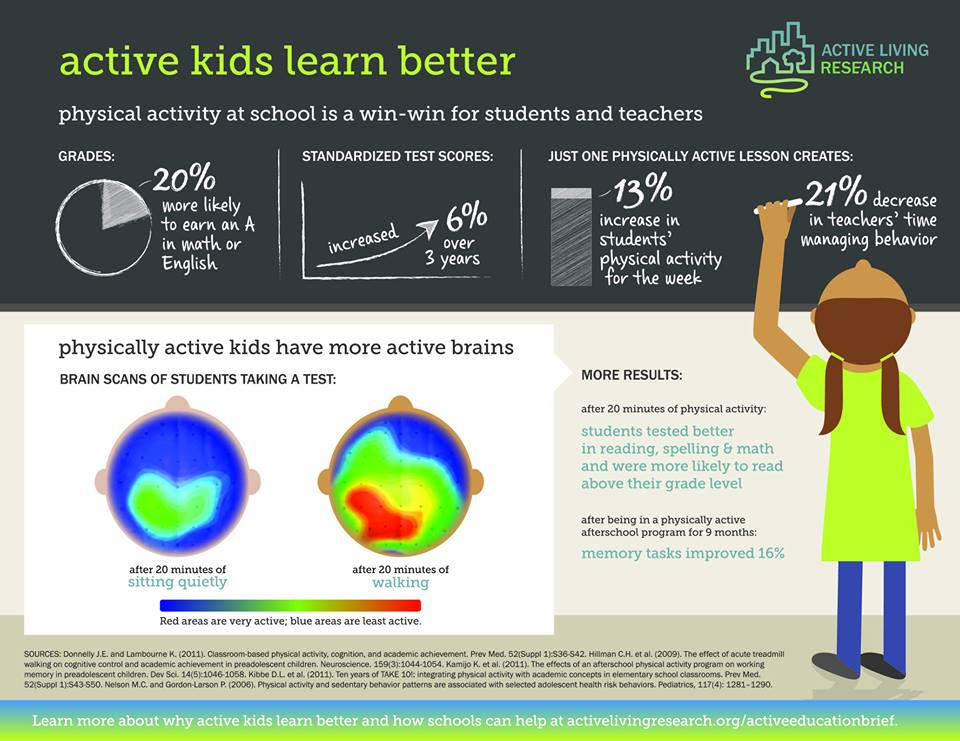 active kids learn better
ACTIVE LIVING
RESEARCH
physical activity at school is a win-win for students and teachers
GRADES:
20%
more likely
to earn an A
in math or
English
STANDARDIZED TEST SCORES:
increased
6%
over
3 years
JUST ONE PHYSICALLY ACTIVE LESSON CREATES:
13%
increase in
students’
physical activity
for the week
21% decrease
in teachers’ time
managing behavior
physically active kids have more active brains
BRAIN SCANS OF STUDENTS TAKING A TEST:
after 20 minutes of
sitting quietly
after 20 minutes of
walking
Red areas are very active; blue areas are least active.
MORE RESULTS:
after 20 minutes of physical activity:
students tested better
in reading, spelling & math
and were more likely to read
above their grade level
after being in a physically active
afterschool program for 9 months:
memory tasks improved 16%
SOURCES: Donnelly J.E. and Lambourne K. (2011). Classroom-based physical activity, cognition, and academic achievement. Prev Med. 52(Suppl 1):S36-S42. Hillman C.H. et al. (2009). The effect of acute treadmill
walking on cognitive control and academic achievement in preadolescent children. Neuroscience. 159(3):1044-1054. Kamijo K. et al. (2011). The effects of an afterschool physical activity program on working
memory in preadolescent children. Dev Sci. 14(5):1046-1058. Kibbe D.L. et al. (2011). Ten years of TAKE 10!: integrating physical activity with academic concepts in elementary school classrooms. Prev Med.
52(Suppl 1):S43-S50. Nelson M.C. and Gordon-Larson P. (2006). Physical activity and sedentary behavior patterns are associated with selected adolescent health risk behaviors. Pediatrics, 117(4): 1281–1290.
Learn more about why active kids learn better and how schools can help at activelivingresearch.org/activeeducationbrief.